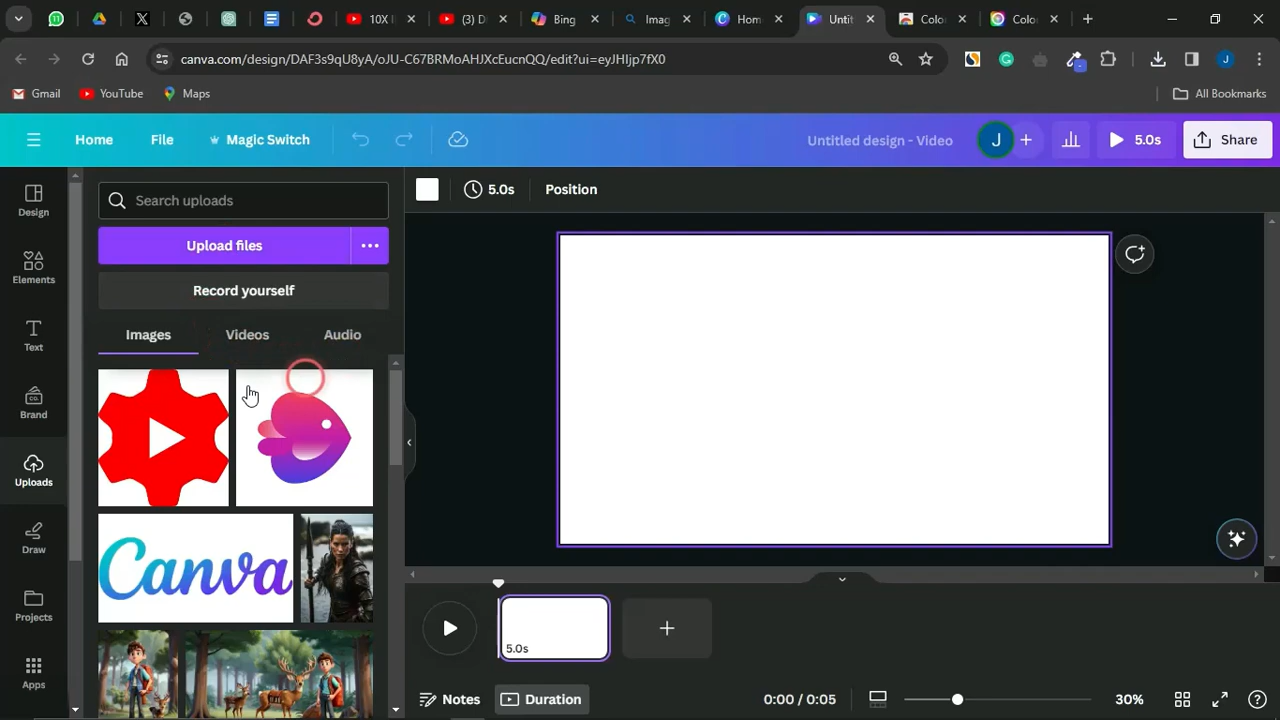 10X
(3) D
Bing
Imag
Hom
Untit
Colo
Colo
canva.com/design/DAF3s9qU8yA/oJU-C67BRMoAHJXcEucnQQ/edit?ui=eyJHIjp7fX0
J
Gmail
YouTube
Maps
All Bookmarks
Home
File
Magic Switch
Untitled design - Video
J
5.0s
Share
Design
Search uploads
5.0s
Position
Upload files
Elements
Record yourself
Text
Images
Videos
Audio
Brand
Uploads
Canva
Draw
Projects
5.0s
Apps
Notes
Duration
0:00 / 0:05
30%